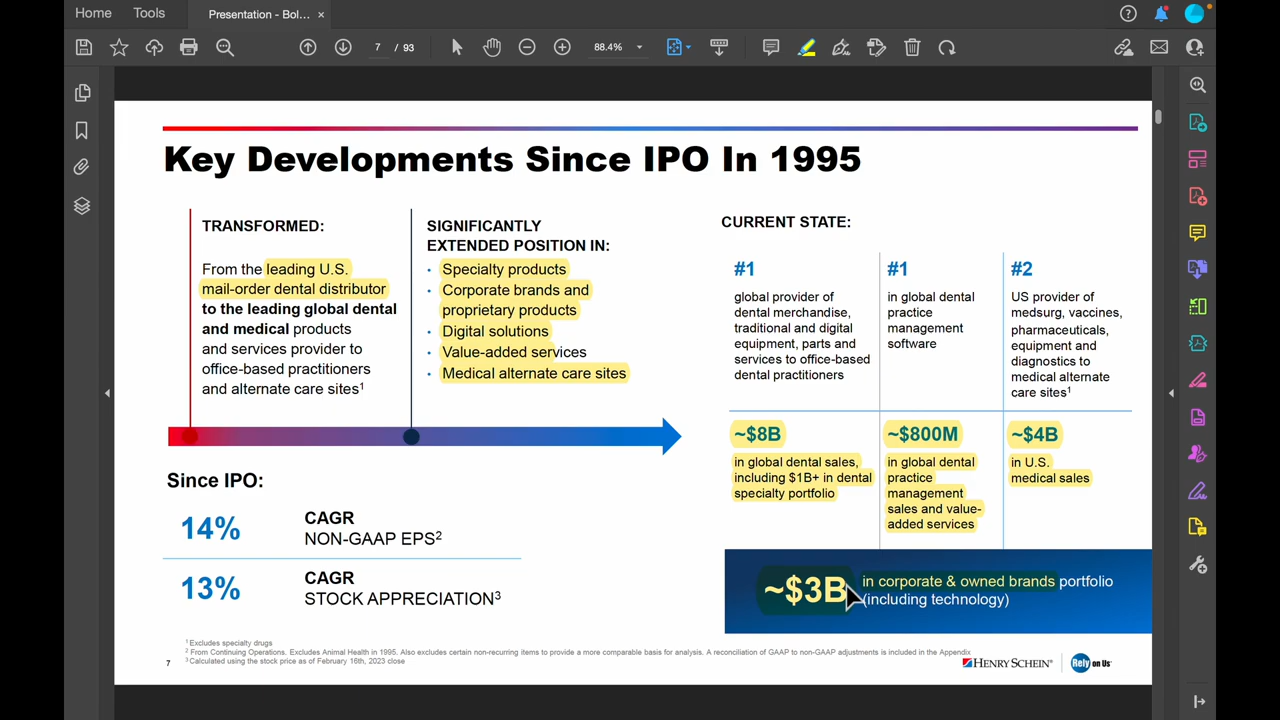 Home
Tools
Presentation - Bol... ×
7 / 93
88.4%
Key Developments Since IPO In 1995
TRANSFORMED:
From the leading U.S.
mail-order dental distributor
to the leading global dental
and medical products
and services provider to
office-based practitioners
and alternate care sites1
SIGNIFICANTLY
EXTENDED POSITION IN:
• Specialty products
• Corporate brands and
proprietary products
• Digital solutions
• Value-added services
• Medical alternate care sites
Since IPO:
14%
CAGR
NON-GAAP EPS2
13%
CAGR
STOCK APPRECIATION3
CURRENT STATE:
#1
global provider of
dental merchandise,
traditional and digital
equipment, parts and
services to office-based
dental practitioners
#1
in global dental
practice
management
software
#2
US provider of
medsurg, vaccines,
pharmaceuticals,
equipment and
diagnostics to
medical alternate
care sites1
~$8B
in global dental sales,
including $1B+ in dental
specialty portfolio
~$800M
in global dental
practice
management
sales and value-
added services
~$4B
in U.S.
medical sales
~$3B
in corporate & owned brands portfolio
(including technology)
1 Excludes specialty drugs
2 From Continuing Operations. Excludes Animal Health in 1995. Also excludes certain non-recurring items to provide a more comparable basis for analysis. A reconciliation of GAAP to non-GAAP adjustments is included in the Appendix
3 Calculated using the stock price as of February 16th, 2023 close
7
HENRY SCHEIN®
Rely on Us™